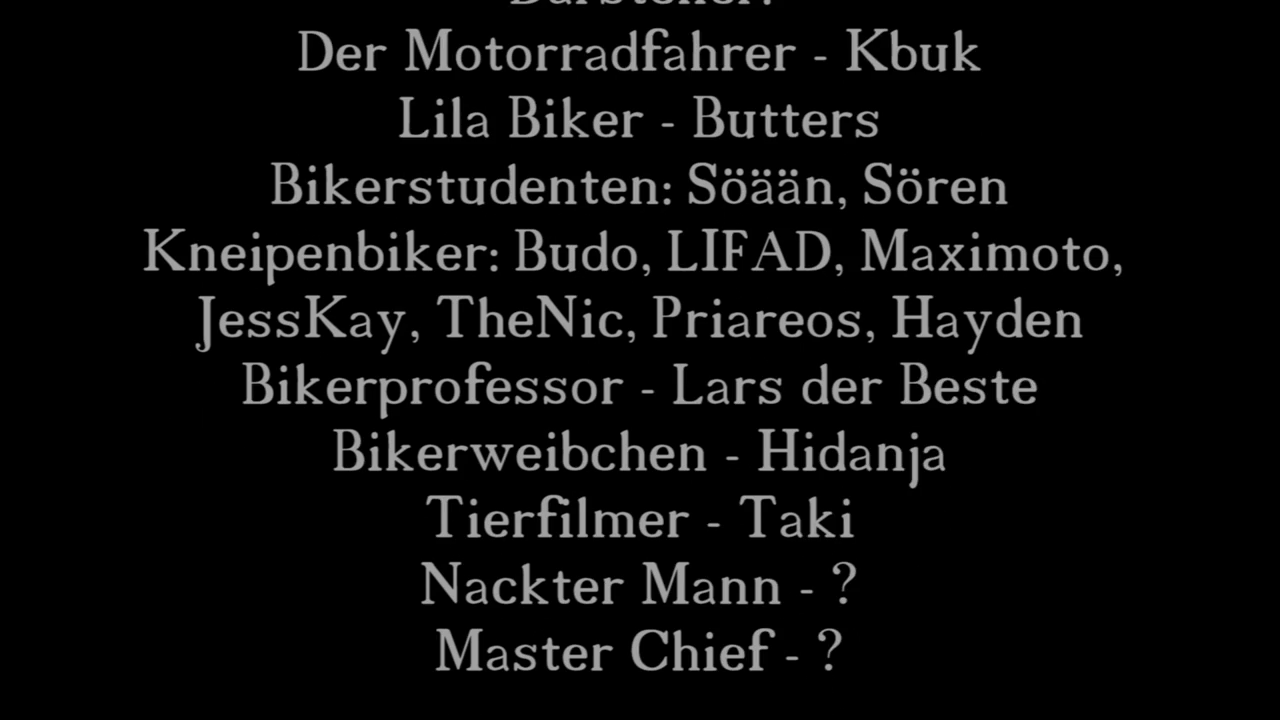 Darsteller:
Der Motorradfahrer - Kbuk
Lila Biker - Butters
Bikerstudenten: Söään, Sören
Kneipenbiker: Budo, LIFAD, Maximoto,
JessKay, TheNic, Priareos, Hayden
Bikerprofessor - Lars der Beste
Bikerweibchen - Hidanja
Tierfilmer - Taki
Nackter Mann - ?
Master Chief - ?